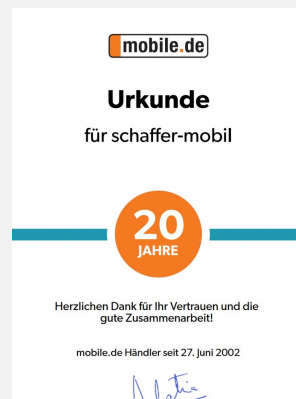 mobile.de
Urkunde
für schaffer-mobil
20
JAHRE
Herzlichen Dank für Ihr Vertrauen und die
gute Zusammenarbeit!
mobile.de Händler seit 27. Juni 2002